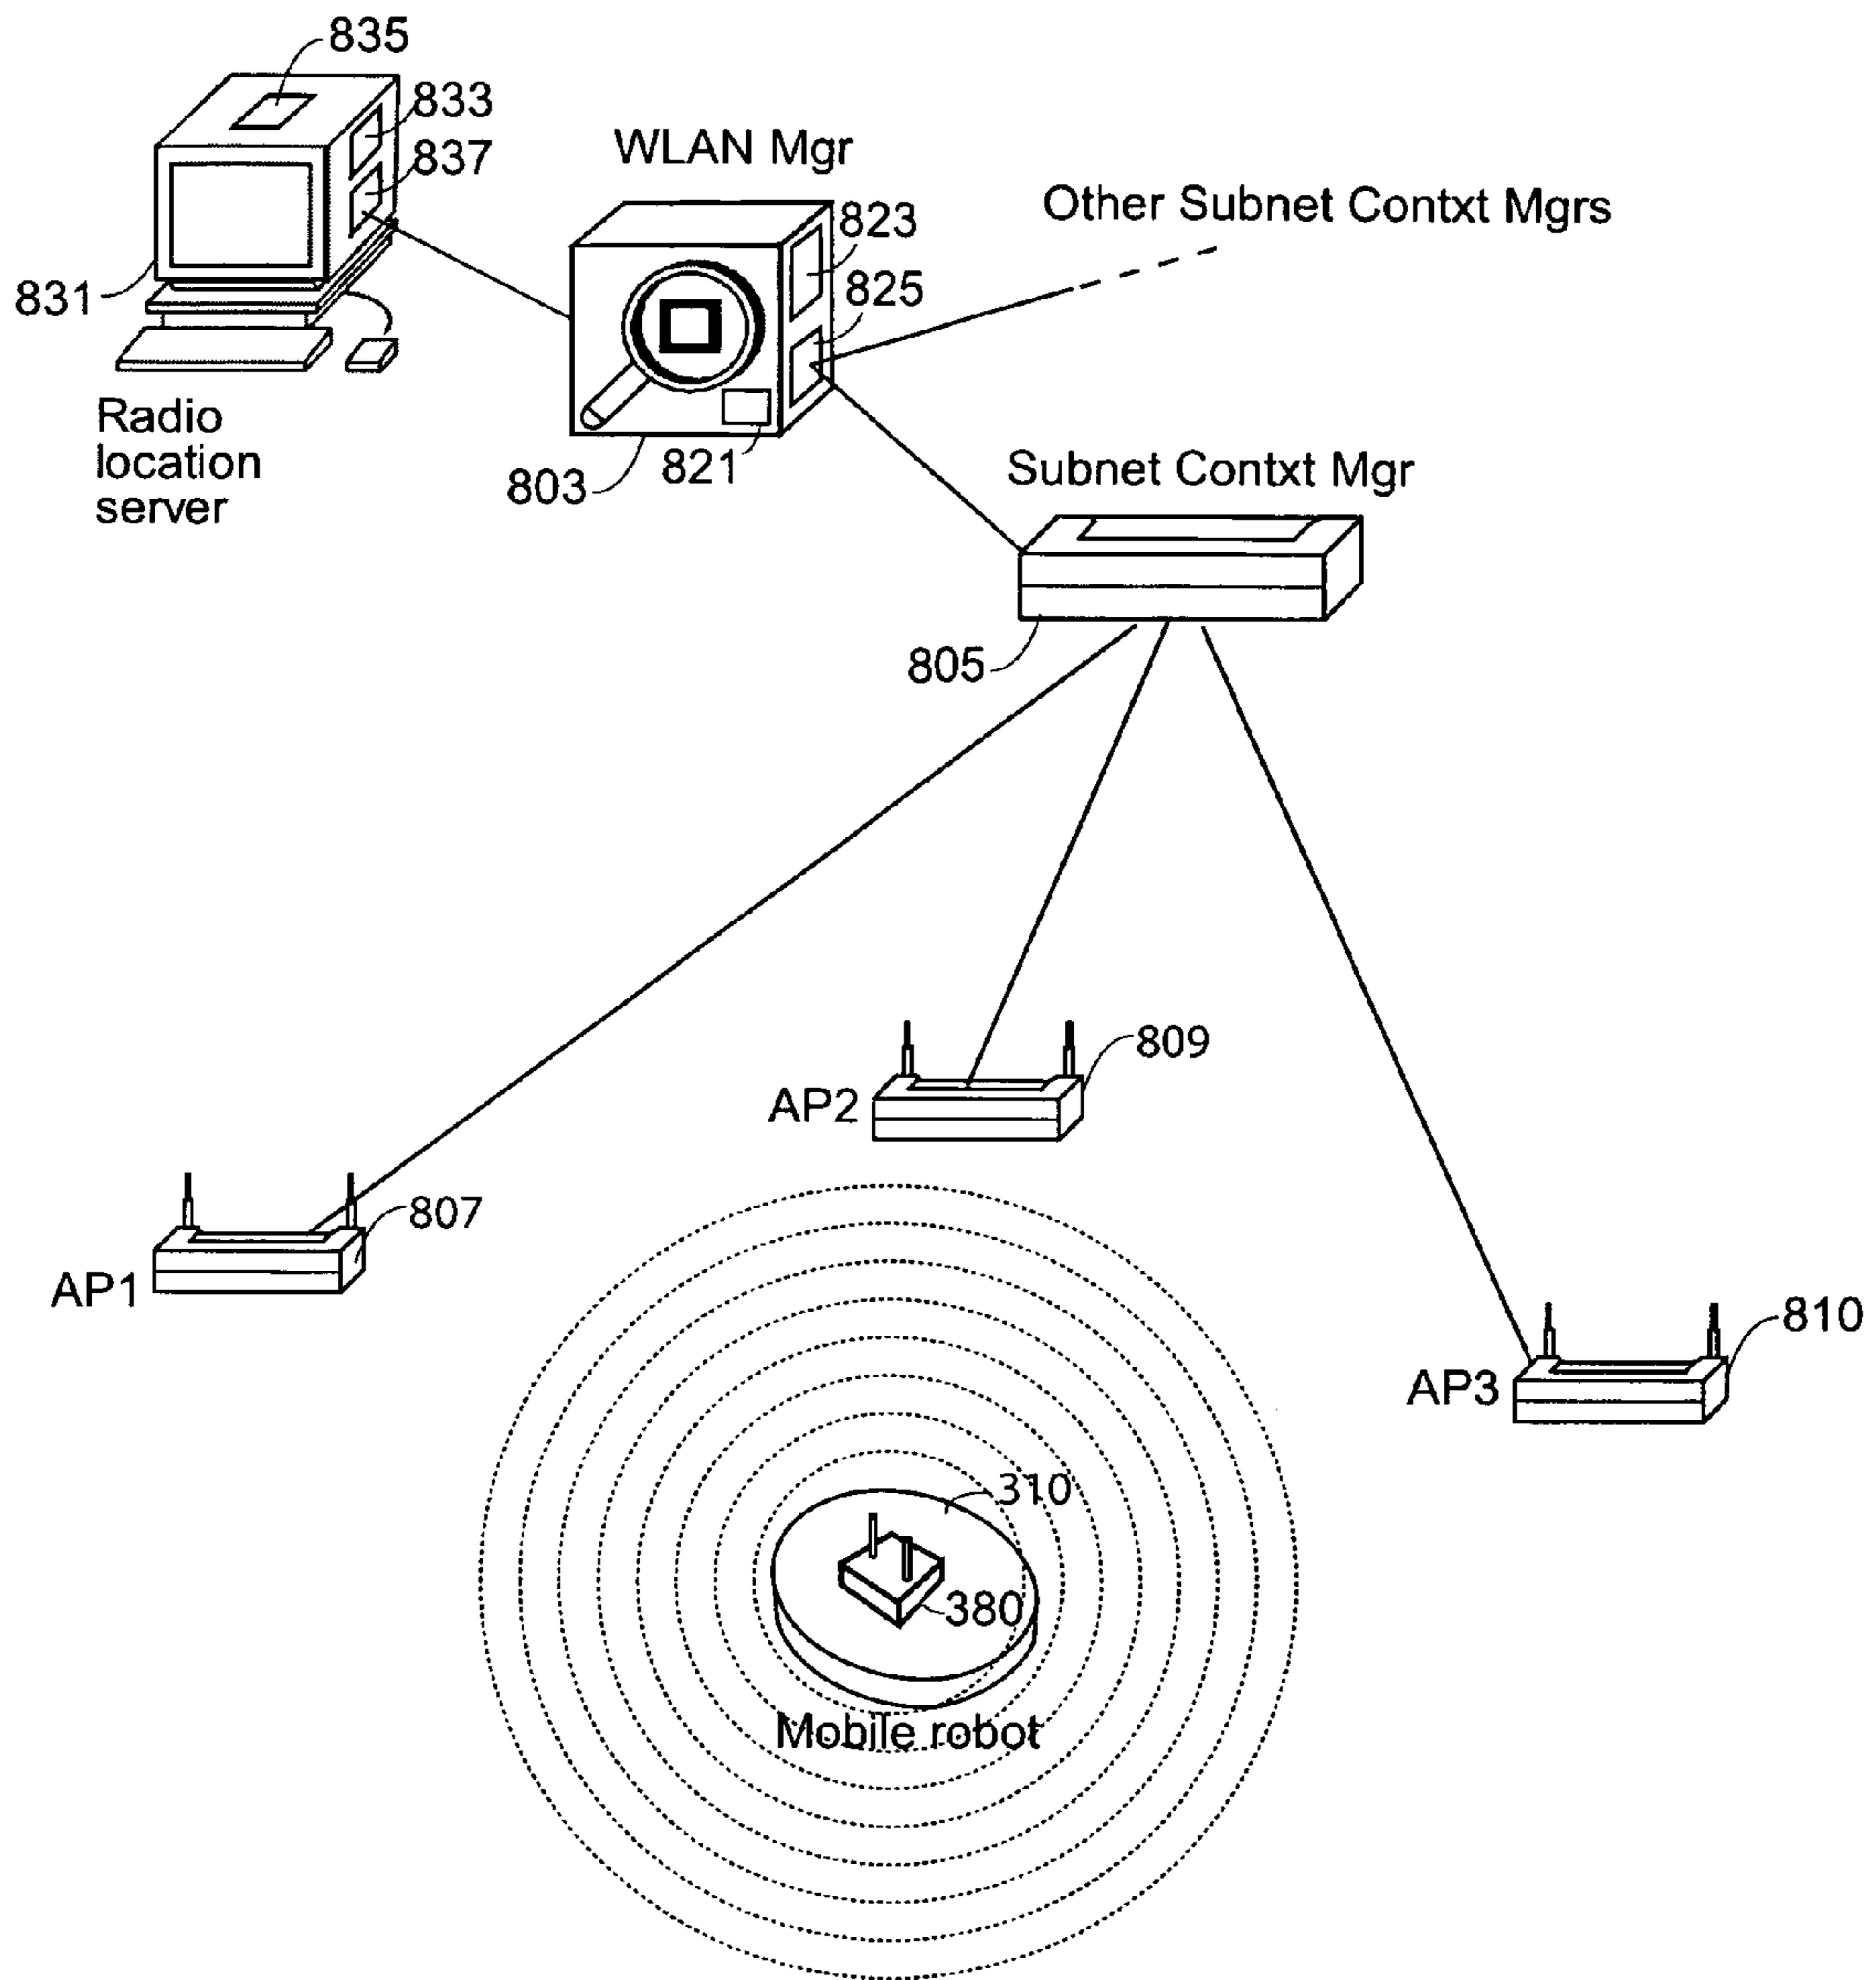 835
833
837
831
Radio
location
server
WLAN Mgr
823
825
821
803
Other Subnet Contxt Mgrs
Subnet Contxt Mgr
805
AP2
809
AP1
807
AP3
810
310
380
Mobile robot